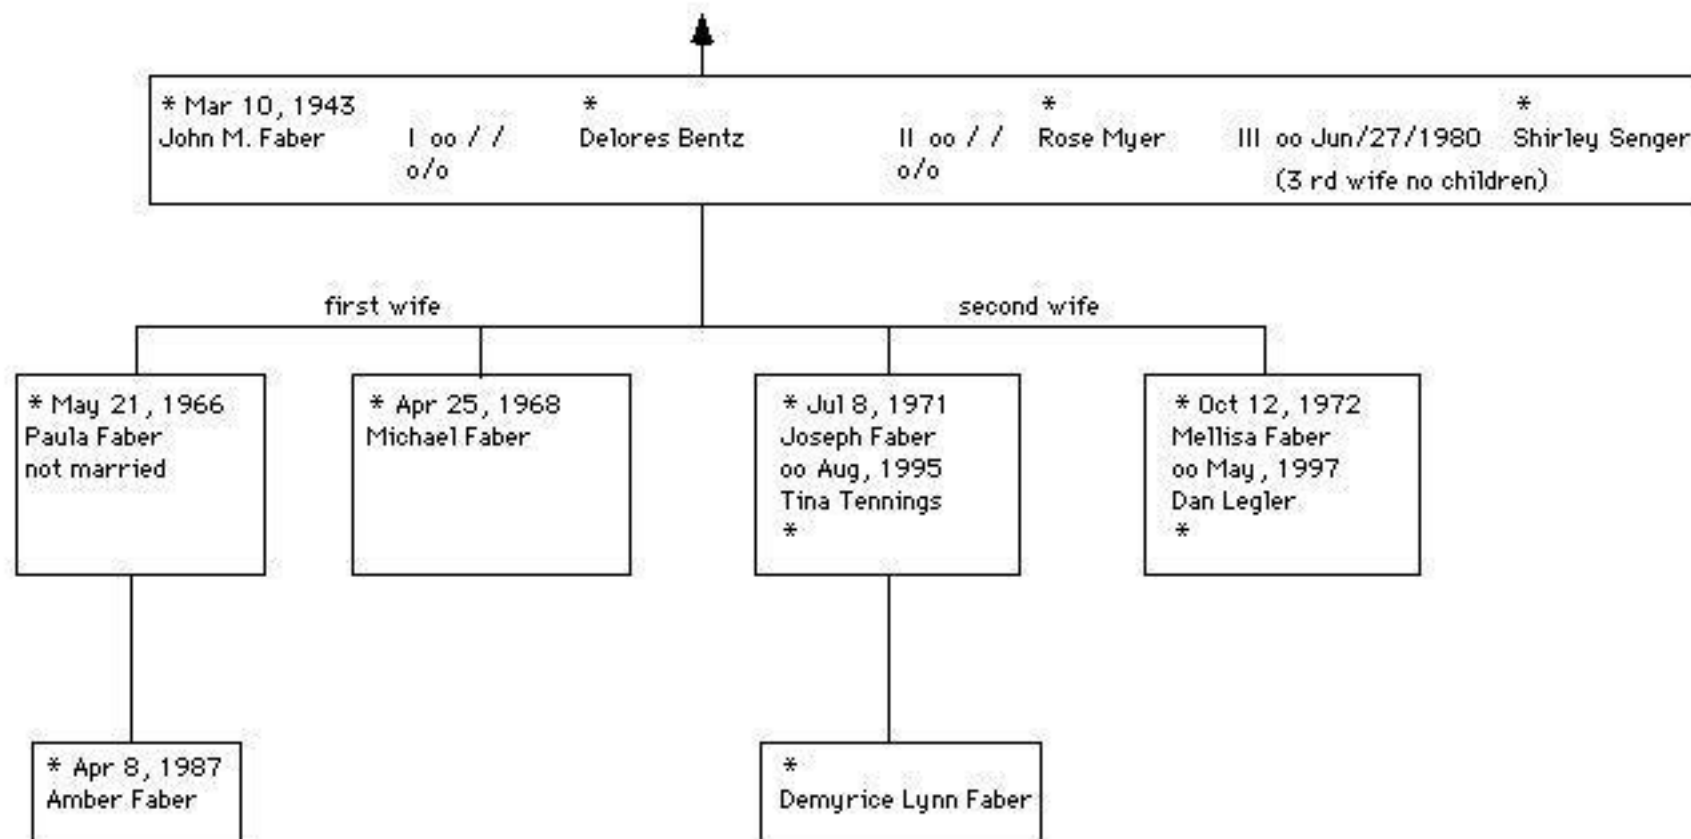 * Mar 10, 1943 * * *
John M. Faber I oo / / Delores Bentz II oo / / Rose Myer III oo Jun/27/1980 Shirley Senger
o/o o/o (3 rd wife no children)
first wife second wife
* May 21, 1966
Paula Faber
not married
* Apr 25, 1968
Michael Faber
* Jul 8, 1971
Joseph Faber
oo Aug, 1995
Tina Tennings
*
* Oct 12, 1972
Mellisa Faber
oo May, 1997
Dan Legler
*
* Apr 8, 1987
Amber Faber
*
Demyrice Lynn Faber